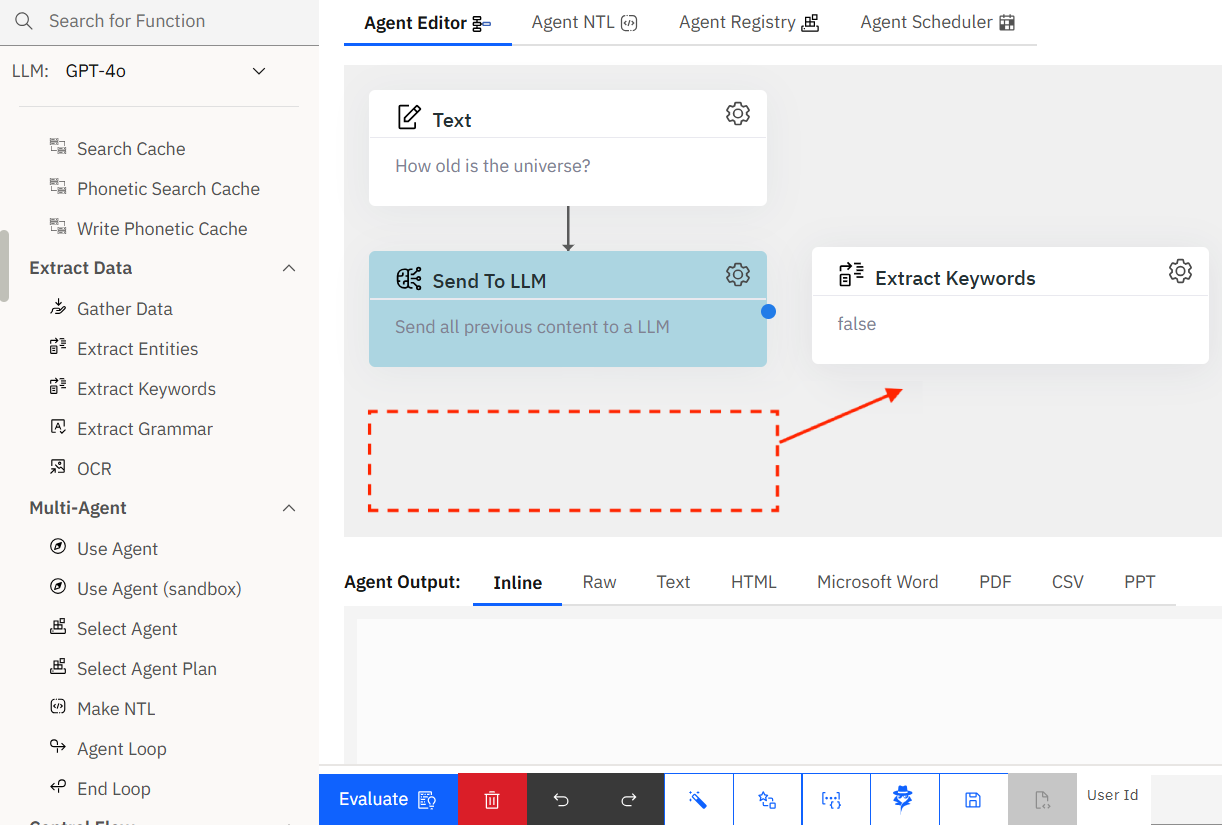 Search for Function
LLM: GPT-4o
Search Cache
Phonetic Search Cache
Write Phonetic Cache
Extract Data
Gather Data
Extract Entities
Extract Keywords
Extract Grammar
OCR
Multi-Agent
Use Agent
Use Agent (sandbox)
Select Agent
Select Agent Plan
Make NTL
Agent Loop
End Loop
Agent Editor Agent NTL Agent Registry Agent Scheduler
Text
How old is the universe?
Send To LLM
Send all previous content to a LLM
Extract Keywords
false
Agent Output: Inline Raw Text HTML Microsoft Word PDF CSV PPT
Evaluate User Id